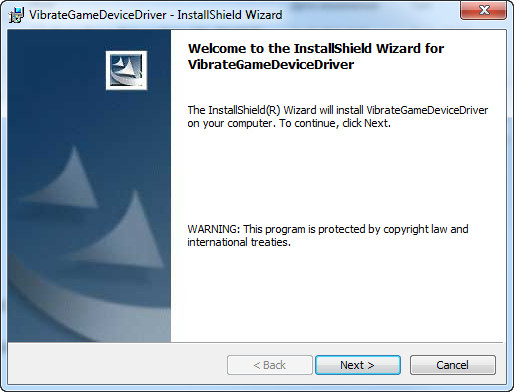 VibrateGameDeviceDriver - InstallShield Wizard
Welcome to the InstallShield Wizard for
VibrateGameDeviceDriver
The InstallShield(R) Wizard will install VibrateGameDeviceDriver
on your computer. To continue, click Next.
WARNING: This program is protected by copyright law and
international treaties.
< Back
Next >
Cancel